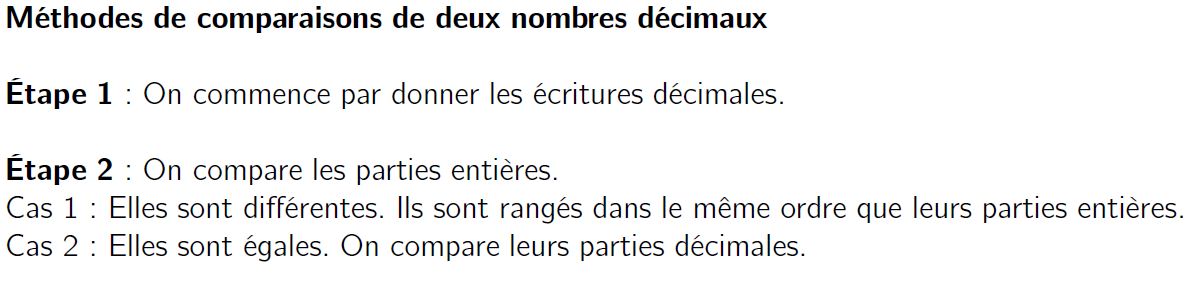 Méthodes de comparaisons de deux nombres décimaux
Étape 1 : On commence par donner les écritures décimales.
Étape 2 : On compare les parties entières.
Cas 1 : Elles sont différentes. Ils sont rangés dans le même ordre que leurs parties entières.
Cas 2 : Elles sont égales. On compare leurs parties décimales.